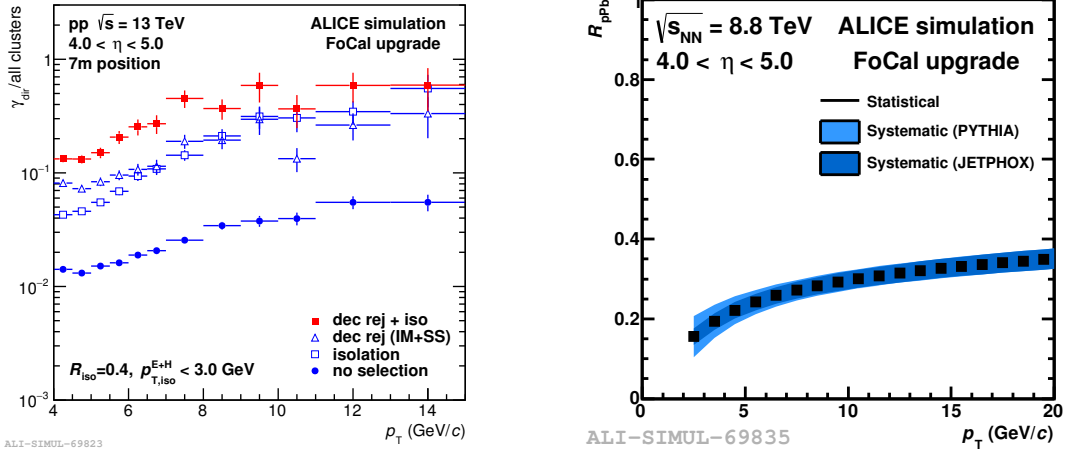 pp √s = 13 TeV
4.0 < η < 5.0
7m position
ALICE simulation
FoCal upgrade
γdir/all clusters
1
10⁻¹
10⁻²
10⁻³
dec rej + iso
dec rej (IM+SS)
isolation
no selection
Riso=0.4, pT,isoE+H < 3.0 GeV
4 6 8 10 12 14
pT (GeV/c)
ALI-SIMUL-69823
RpPb
√sNN = 8.8 TeV
4.0 < η < 5.0
ALICE simulation
FoCal upgrade
Statistical
Systematic (PYTHIA)
Systematic (JETPHOX)
1
0.8
0.6
0.4
0.2
0
0 5 10 15 20
pT (GeV/c)
ALI-SIMUL-69835